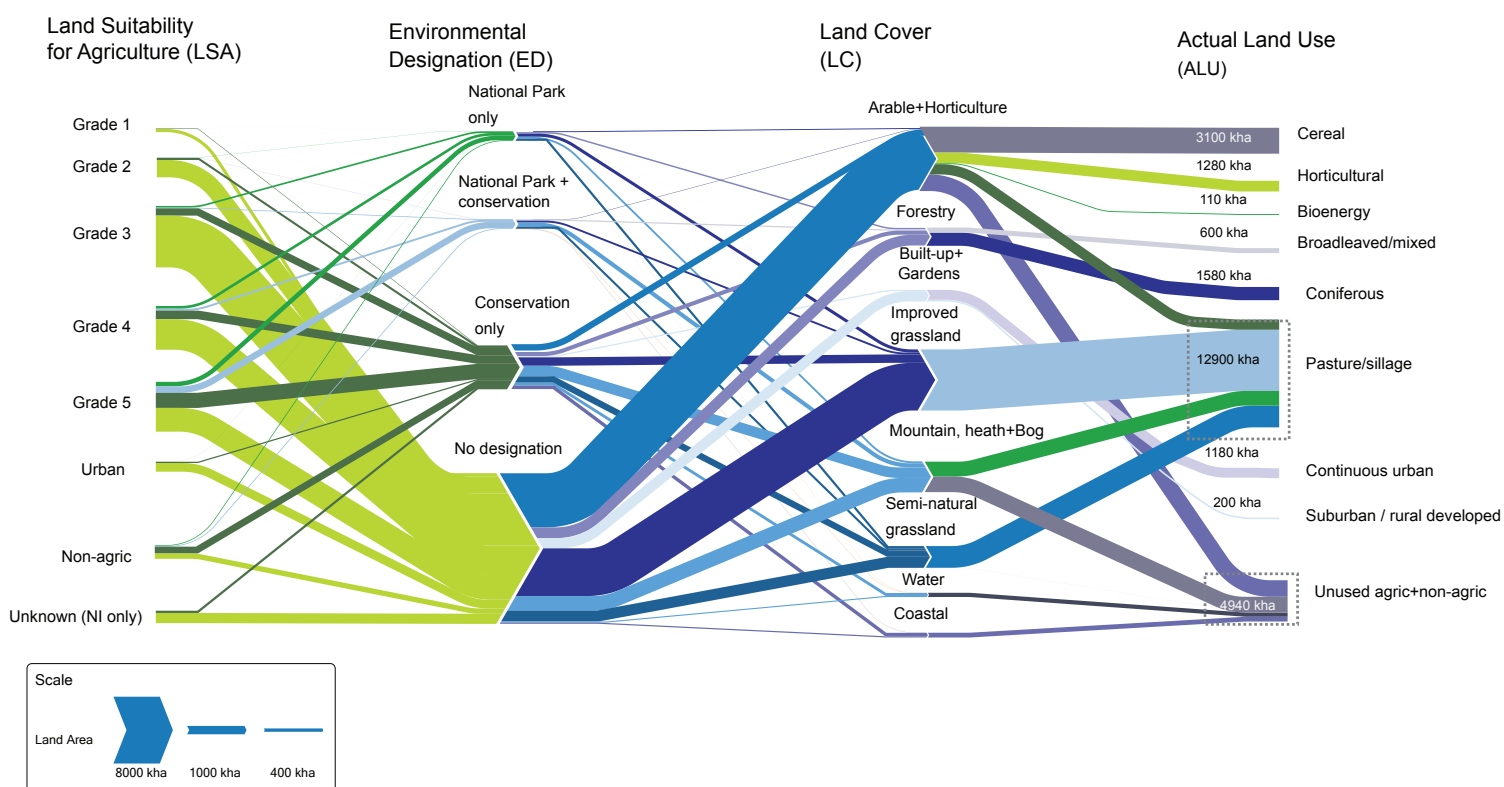 Land Suitability
for Agriculture (LSA)
Environmental
Designation (ED)
Land Cover
(LC)
Actual Land Use
(ALU)
Grade 1
Grade 2
Grade 3
Grade 4
Grade 5
Urban
Non-agric
Unknown (NI only)
National Park
only
National Park +
conservation
Conservation
only
No designation
Arable+Horticulture
Forestry
Built-up+
Gardens
Improved
grassland
Mountain, heath+Bog
Semi-natural
grassland
Water
Coastal
3100 kha
Cereal
1280 kha
Horticultural
110 kha
Bioenergy
600 kha
Broadleaved/mixed
1580 kha
Coniferous
12900 kha
Pasture/sillage
1180 kha
Continuous urban
200 kha
Suburban / rural developed
4940 kha
Unused agric+non-agric
Scale
Land Area
8000 kha
1000 kha
400 kha